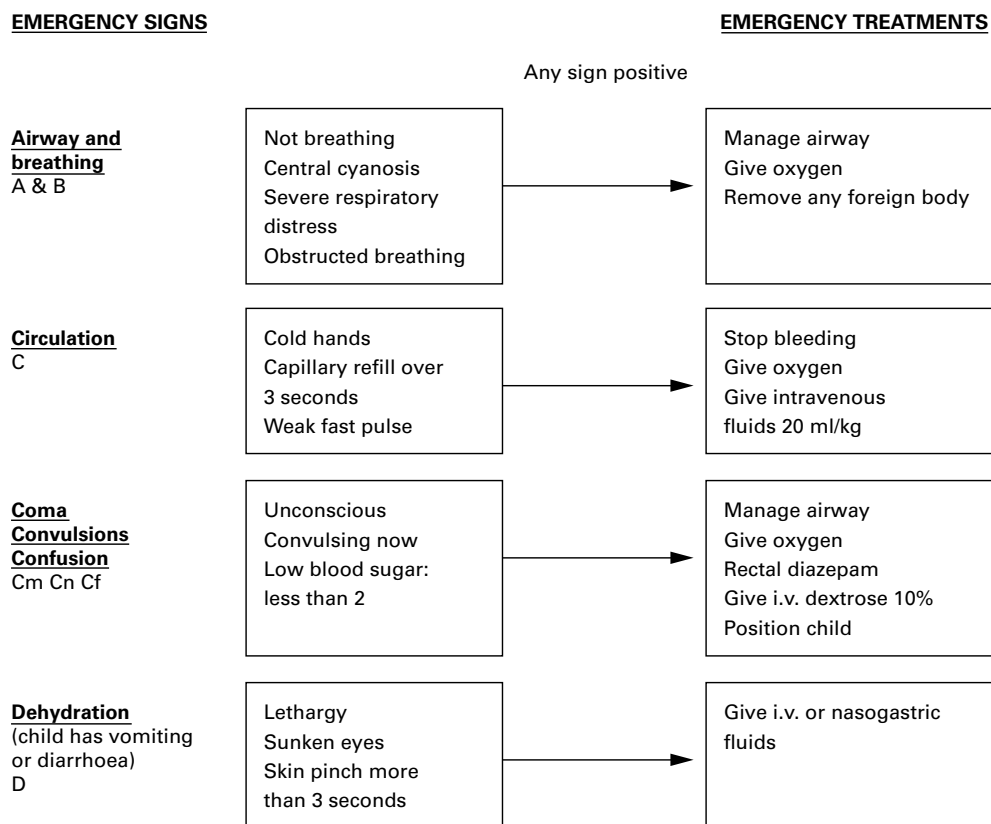 EMERGENCY SIGNS
EMERGENCY TREATMENTS
Any sign positive
Airway and
breathing
A & B
Not breathing
Central cyanosis
Severe respiratory
distress
Obstructed breathing
Manage airway
Give oxygen
Remove any foreign body
Circulation
C
Cold hands
Capillary refill over
3 seconds
Weak fast pulse
Stop bleeding
Give oxygen
Give intravenous
fluids 20 ml/kg
Coma
Convulsions
Confusion
Cm Cn Cf
Unconscious
Convulsing now
Low blood sugar:
less than 2
Manage airway
Give oxygen
Rectal diazepam
Give i.v. dextrose 10%
Position child
Dehydration
(child has vomiting
or diarrhoea)
D
Lethargy
Sunken eyes
Skin pinch more
than 3 seconds
Give i.v. or nasogastric
fluids